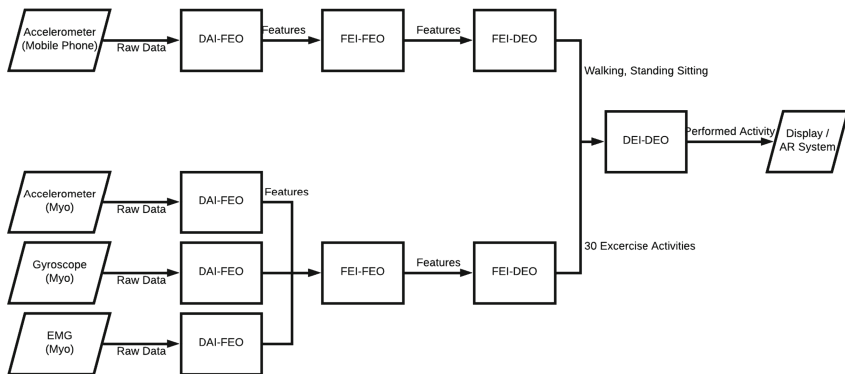 Accelerometer
(Mobile Phone)
Raw Data
DAI-FEO
Features
FEI-FEO
Features
FEI-DEO
Walking, Standing Sitting
DEI-DEO
Performed Activity
Display /
AR System
Accelerometer
(Myo)
Raw Data
DAI-FEO
Features
Gyroscope
(Myo)
Raw Data
DAI-FEO
FEI-FEO
Features
FEI-DEO
30 Excercise Activities
EMG
(Myo)
Raw Data
DAI-FEO